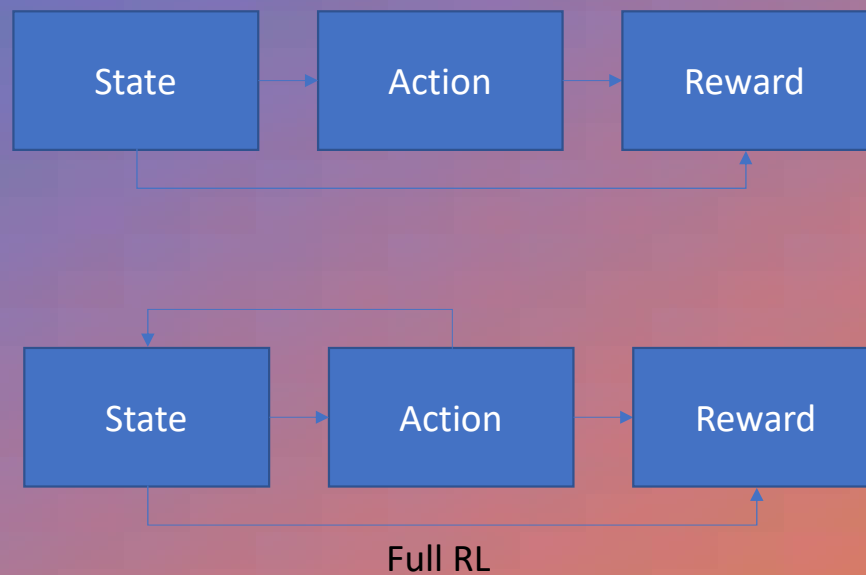 State
Action
Reward
State
Action
Reward
Full RL